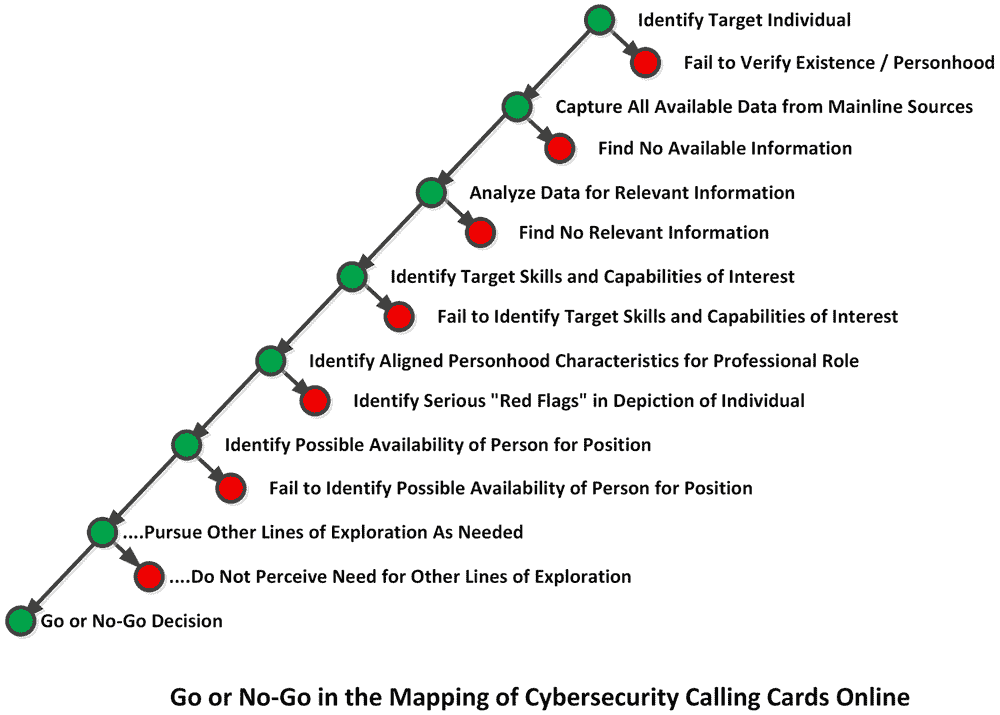 Identify Target Individual
Fail to Verify Existence / Personhood
Capture All Available Data from Mainline Sources
Find No Available Information
Analyze Data for Relevant Information
Find No Relevant Information
Identify Target Skills and Capabilities of Interest
Fail to Identify Target Skills and Capabilities of Interest
Identify Aligned Personhood Characteristics for Professional Role
Identify Serious "Red Flags" in Depiction of Individual
Identify Possible Availability of Person for Position
Fail to Identify Possible Availability of Person for Position
....Pursue Other Lines of Exploration As Needed
....Do Not Perceive Need for Other Lines of Exploration
Go or No-Go Decision
Go or No-Go in the Mapping of Cybersecurity Calling Cards Online